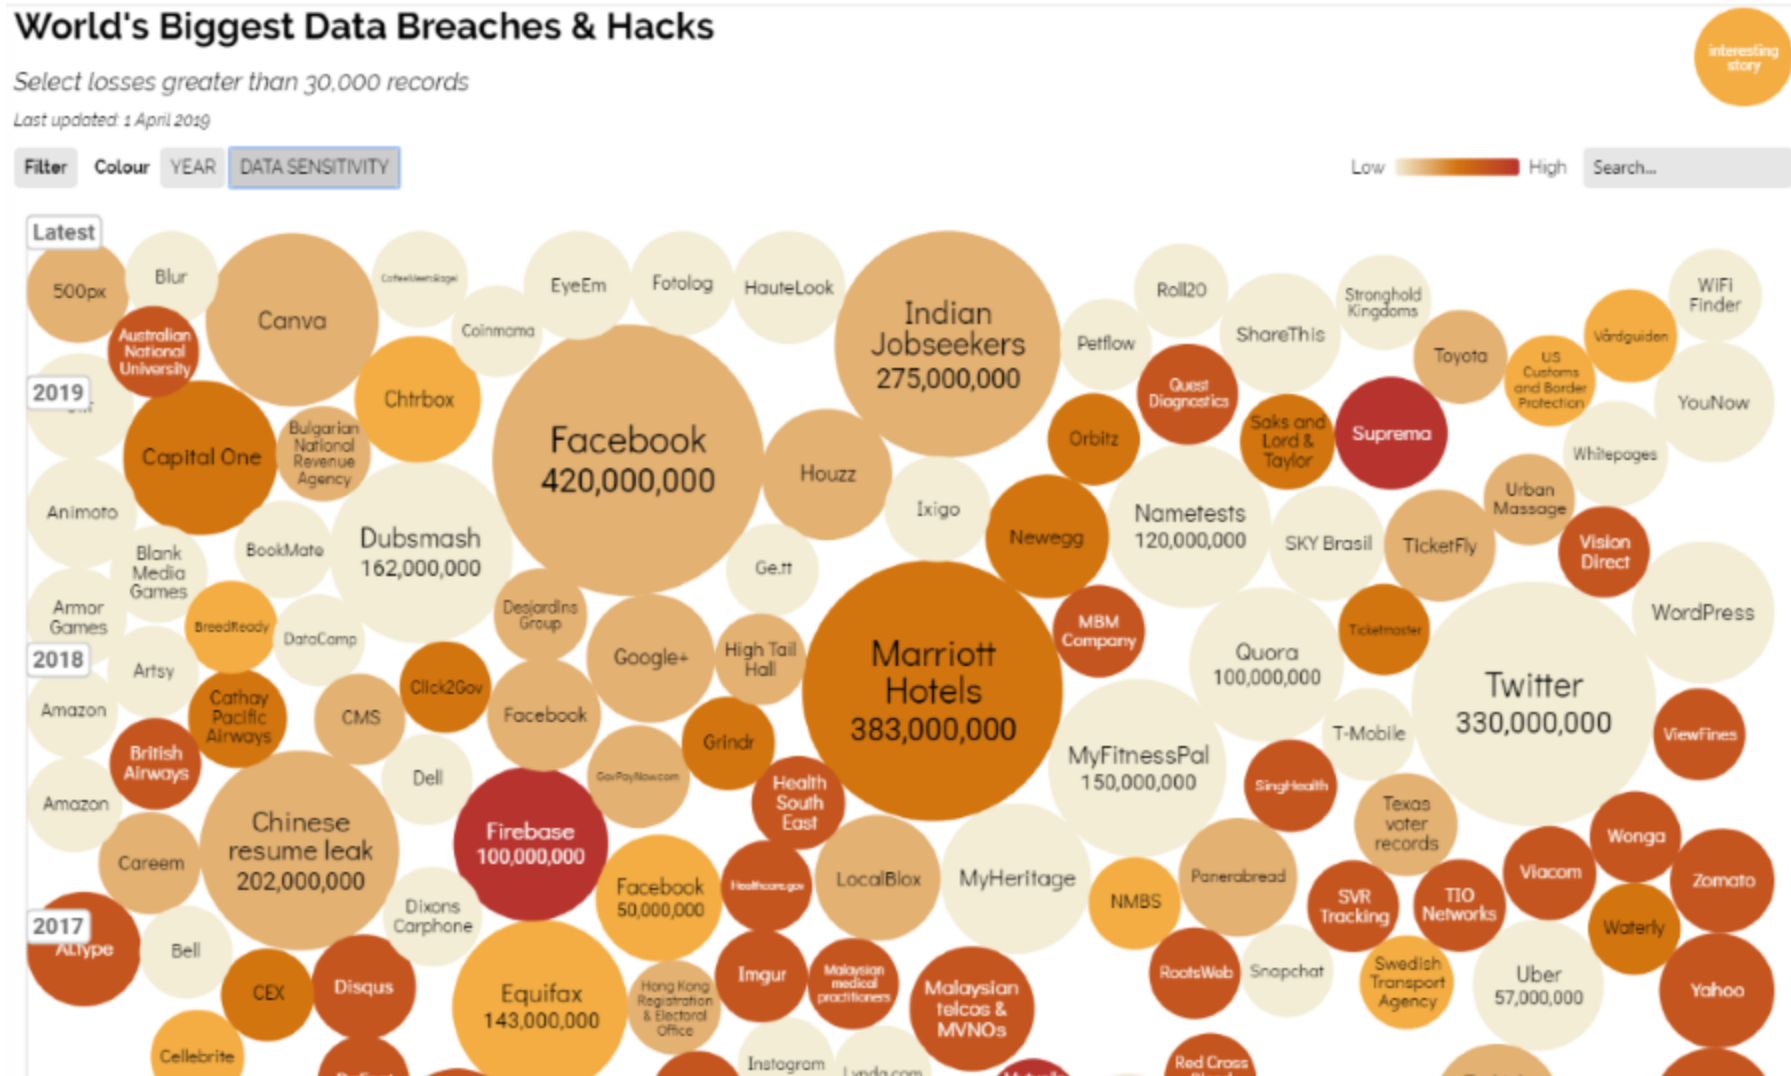 World's Biggest Data Breaches & Hacks
interesting
story
Select losses greater than 30,000 records
Last updated: 1 April 2019
Filter Colour YEAR DATA SENSITIVITY
Low High Search...
Latest
500px
Blur
Canva
CoffeeMeetsBagel
EyeEm
Fotolog
HauteLook
Indian
Jobseekers
275,000,000
Roll20
Stronghold
Kingdoms
WiFi
Finder
Australian
National
University
Coinmama
Petflow
ShareThis
Toyota
US
Customs
and Border
Protection
Vårdguiden
2019
Chtrbox
Quest
Diagnostics
YouNow
Capital One
Bulgarian
National
Revenue
Agency
Facebook
420,000,000
Houzz
Orbitz
Saks and
Lord &
Taylor
Suprema
Whitepages
Animoto
Dubsmash
162,000,000
Ixigo
Newegg
Nametests
120,000,000
SKY Brasil
TicketFly
Urban
Massage
Vision
Direct
Blank
Media
Games
BookMate
Ge.tt
Armor
Games
BreedReady
DataCamp
Desjardins
Group
Google+
High Tail
Hall
Marriott
Hotels
383,000,000
MBM
Company
Quora
100,000,000
Ticketmaster
Twitter
330,000,000
WordPress
2018
Artsy
Amazon
Cathay
Pacific
Airways
CMS
Click2Gov
Facebook
Grindr
MyFitnessPal
150,000,000
T-Mobile
ViewFines
British
Airways
Dell
GovPayNow.com
Health
South
East
SingHealth
Amazon
Chinese
resume leak
202,000,000
Firebase
100,000,000
Texas
voter
records
Wonga
Careem
Facebook
50,000,000
Healthcare.gov
LocalBlox
MyHeritage
NMBS
Panerabread
SVR
Tracking
TIO
Networks
Viacom
Zomato
2017
Al.type
Bell
Dixons
Carphone
Waterly
CEX
Disqus
Equifax
143,000,000
Hong Kong
Registration
& Electoral
Office
Imgur
Malaysian
medical
practitioners
Malaysian
telcos &
MVNOs
RootsWeb
Snapchat
Swedish
Transport
Agency
Uber
57,000,000
Yahoo
Cellebrite
Instagram
Lynda.com
Red Cross